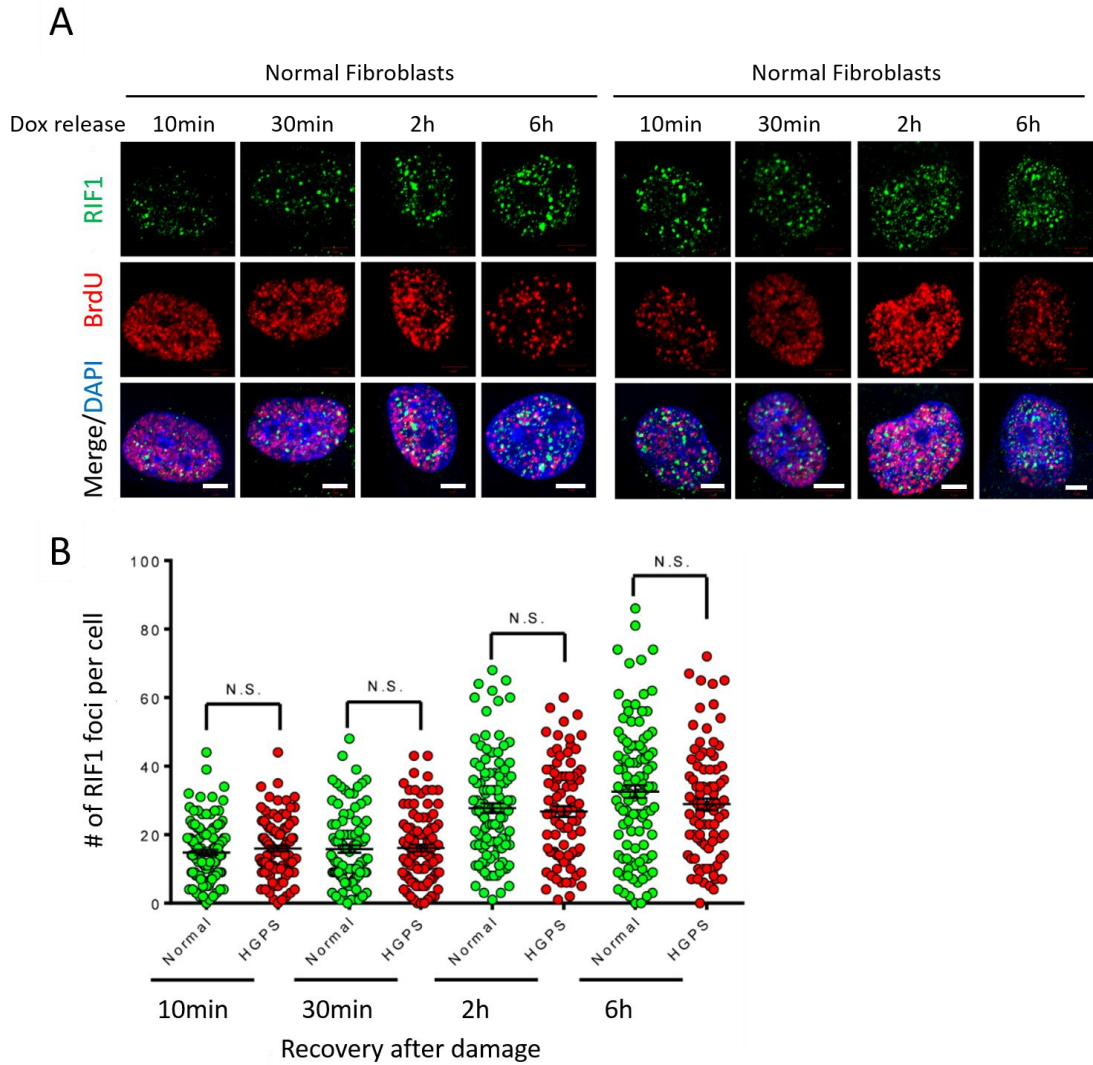 A
Normal Fibroblasts Normal Fibroblasts
Dox release 10min 30min 2h 6h 10min 30min 2h 6h
RIF1
BrdU
Merge/DAPI
B
# of RIF1 foci per cell
100
80
60
40
20
0
N.S. N.S. N.S. N.S.
Normal HGPS Normal HGPS Normal HGPS Normal HGPS
10min 30min 2h 6h
Recovery after damage